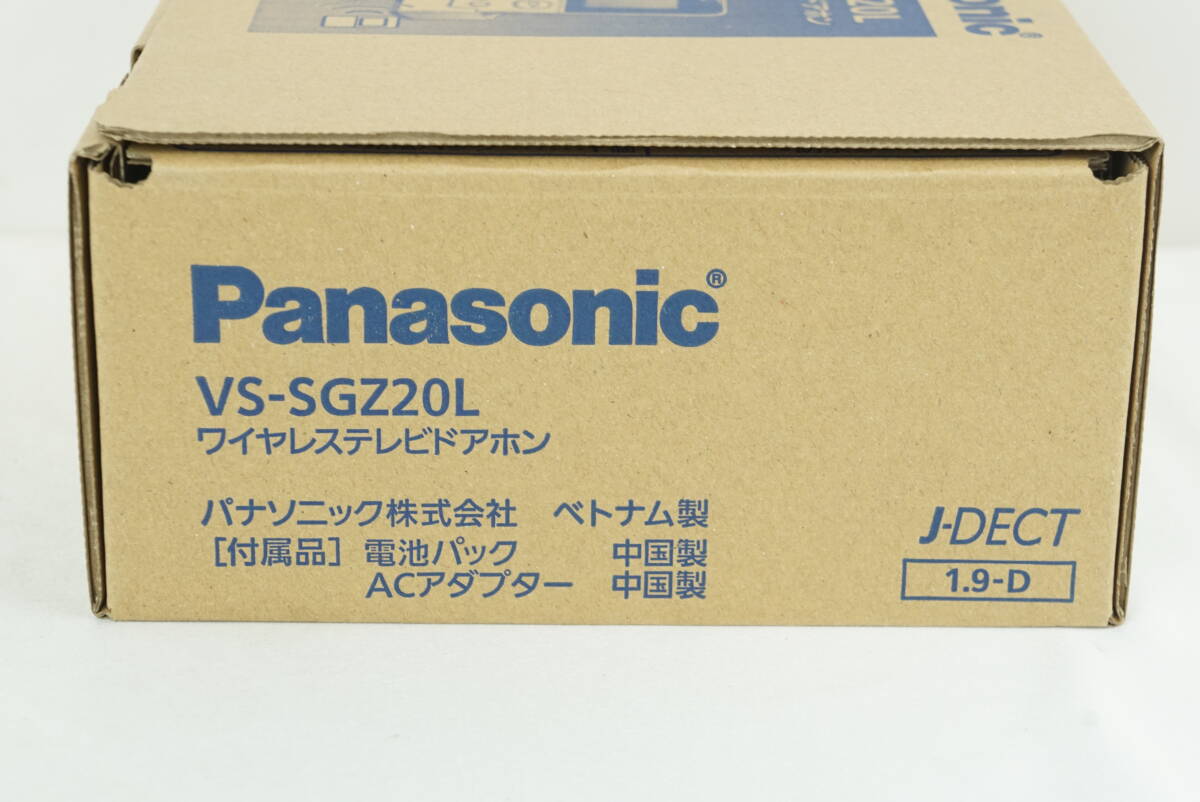 Panasonic®
VS-SGZ20L
ワイヤレステレビドアホン
パナソニック株式会社 ベトナム製
[付属品] 電池パック 中国製
ACアダプター 中国製
J-DECT
1.9-D